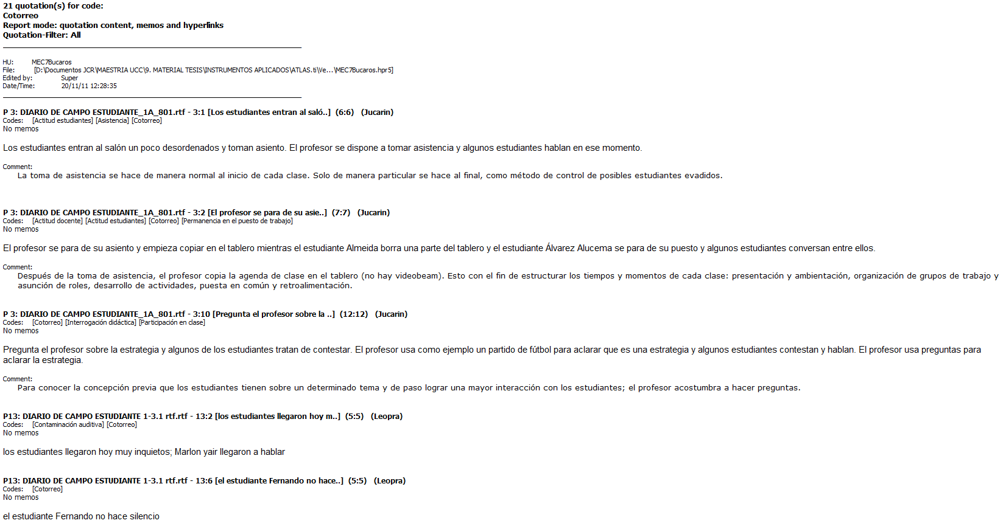 21 quotation(s) for code:
Cotorreo
Report mode: quotation content, memos and hyperlinks
Quotation-Filter: All
HU: MEC7Bucaros
File: [D:\Documentos JCR\MAESTRIA UCC\9. MATERIAL TESIS\INSTRUMENTOS APLICADOS\ATLAS.ti\Ve...\MEC7Bucaros.hpr5]
Edited by: Super
Date/Time: 20/11/11 12:28:35
P 3: DIARIO DE CAMPO ESTUDIANTE_1A_801.rtf - 3:1 [Los estudiantes entran al saló..] (6:6) (Jucarin)
Codes: [Actitud estudiantes] [Asistencia] [Cotorreo]
No memos
Los estudiantes entran al salón un poco desordenados y toman asiento. El profesor se dispone a tomar asistencia y algunos estudiantes hablan en ese momento.
Comment:
La toma de asistencia se hace de manera normal al inicio de cada clase. Solo de manera particular se hace al final, como método de control de posibles estudiantes evadidos.
P 3: DIARIO DE CAMPO ESTUDIANTE_1A_801.rtf - 3:2 [El profesor se para de su asie..] (7:7) (Jucarin)
Codes: [Actitud docente] [Actitud estudiantes] [Cotorreo] [Permanencia en el puesto de trabajo]
No memos
El profesor se para de su asiento y empieza copiar en el tablero mientras el estudiante Almeida borra una parte del tablero y el estudiante Álvarez Alucema se para de su puesto y algunos estudiantes conversan entre ellos.
Comment:
Después de la toma de asistencia, el profesor copia la agenda de clase en el tablero (no hay videobeam). Esto con el fin de estructurar los tiempos y momentos de cada clase: presentación y ambientación, organización de grupos de trabajo y
asunción de roles, desarrollo de actividades, puesta en común y retroalimentación.
P 3: DIARIO DE CAMPO ESTUDIANTE_1A_801.rtf - 3:10 [Pregunta el profesor sobre la ..] (12:12) (Jucarin)
Codes: [Cotorreo] [Interrogación didáctica] [Participación en clase]
No memos
Pregunta el profesor sobre la estrategia y algunos de los estudiantes tratan de contestar. El profesor usa como ejemplo un partido de fútbol para aclarar que es una estrategia y algunos estudiantes contestan y hablan. El profesor usa preguntas para
aclarar la estrategia.
Comment:
Para conocer la concepción previa que los estudiantes tienen sobre un determinado tema y de paso lograr una mayor interacción con los estudiantes; el profesor acostumbra a hacer preguntas.
P13: DIARIO DE CAMPO ESTUDIANTE 1-3.1 rtf.rtf - 13:2 [los estudiantes llegaron hoy m..] (5:5) (Leopra)
Codes: [Contaminación auditiva] [Cotorreo]
No memos
los estudiantes llegaron hoy muy inquietos; Marlon yair llegaron a hablar
P13: DIARIO DE CAMPO ESTUDIANTE 1-3.1 rtf.rtf - 13:6 [el estudiante Fernando no hace..] (5:5) (Leopra)
Codes: [Cotorreo]
No memos
el estudiante Fernando no hace silencio